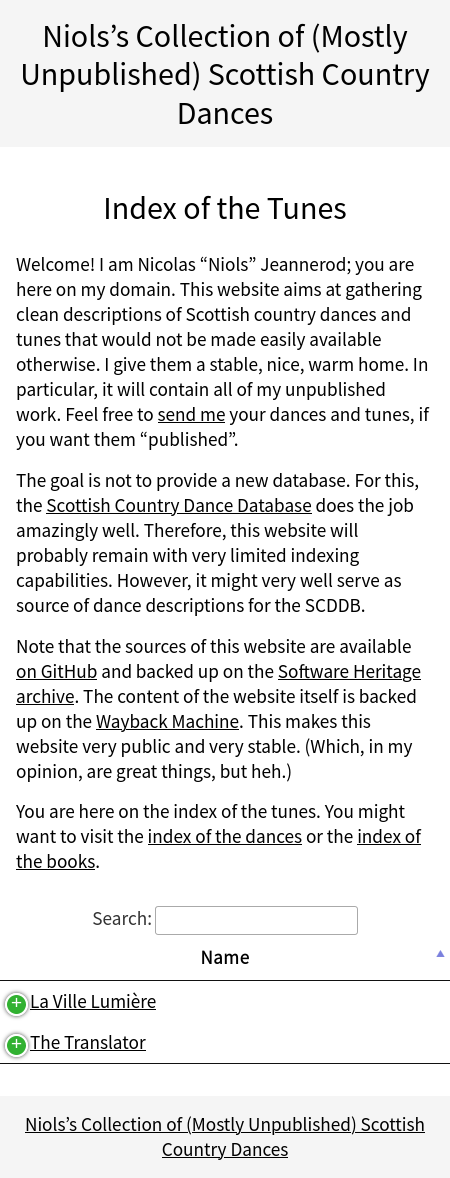 Niols’s Collection of (Mostly
Unpublished) Scottish Country
Dances
Index of the Tunes
Welcome! I am Nicolas “Niols” Jeannerod; you are
here on my domain. This website aims at gathering
clean descriptions of Scottish country dances and
tunes that would not be made easily available
otherwise. I give them a stable, nice, warm home. In
particular, it will contain all of my unpublished
work. Feel free to send me your dances and tunes, if
you want them “published”.
The goal is not to provide a new database. For this,
the Scottish Country Dance Database does the job
amazingly well. Therefore, this website will
probably remain with very limited indexing
capabilities. However, it might very well serve as
source of dance descriptions for the SCDDB.
Note that the sources of this website are available
on GitHub and backed up on the Software Heritage
archive. The content of the website itself is backed
up on the Wayback Machine. This makes this
website very public and very stable. (Which, in my
opinion, are great things, but heh.)
You are here on the index of the tunes. You might
want to visit the index of the dances or the index of
the books.
Search:
Name
La Ville Lumière
The Translator
Niols’s Collection of (Mostly Unpublished) Scottish
Country Dances